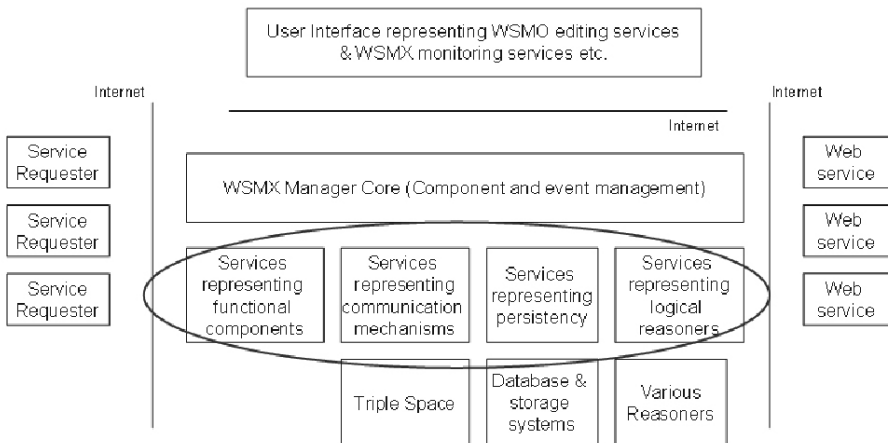 User Interface representing WSMO editing services
& WSMX monitoring services etc.
Internet
Internet
Internet
Service
Requester
Service
Requester
Service
Requester
WSMX Manager Core (Component and event management)
Services
representing
functional
components
Services
representing
communication
mechanisms
Services
representing
persistency
Services
representing
logical
reasoners
Triple Space
Database &
storage
systems
Various
Reasoners
Web
service
Web
service
Web
service